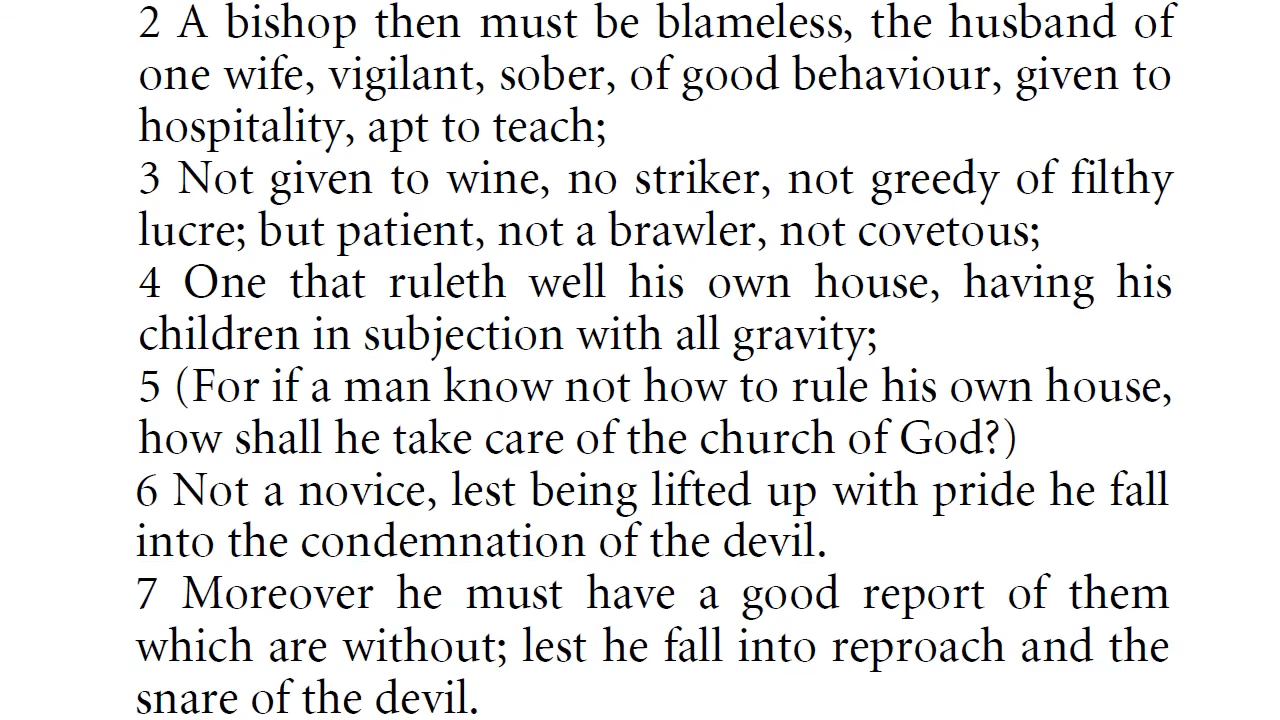 2 A bishop then must be blameless, the husband of
one wife, vigilant, sober, of good behaviour, given to
hospitality, apt to teach;
3 Not given to wine, no striker, not greedy of filthy
lucre; but patient, not a brawler, not covetous;
4 One that ruleth well his own house, having his
children in subjection with all gravity;
5 (For if a man know not how to rule his own house,
how shall he take care of the church of God?)
6 Not a novice, lest being lifted up with pride he fall
into the condemnation of the devil.
7 Moreover he must have a good report of them
which are without; lest he fall into reproach and the
snare of the devil.